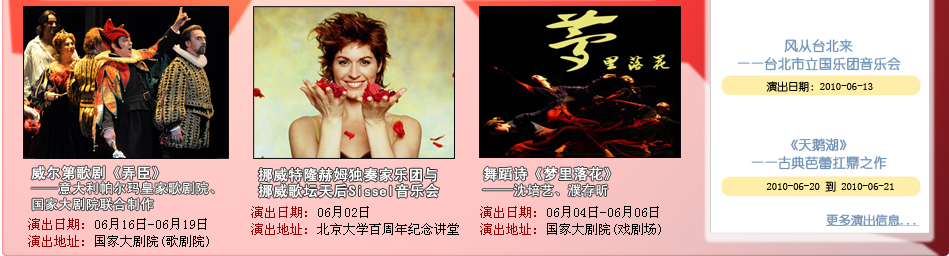 威尔第歌剧《弄臣》
——意大利帕尔玛皇家歌剧院、
国家大剧院联合制作
演出日期：06月16日-06月19日
演出地址：国家大剧院(歌剧院)
挪威特隆赫姆独奏家乐团与
挪威歌坛天后Sissel音乐会
演出日期：06月02日
演出地址：北京大学百周年纪念讲堂
梦
里落花
舞蹈诗《梦里落花》
——沈培艺、濮存昕
演出日期：06月04日-06月06日
演出地址：国家大剧院(戏剧场)
风从台北来
——台北市立国乐团音乐会
演出日期：2010-06-13
《天鹅湖》
——古典芭蕾扛鼎之作
2010-06-20 到 2010-06-21
更多演出信息...